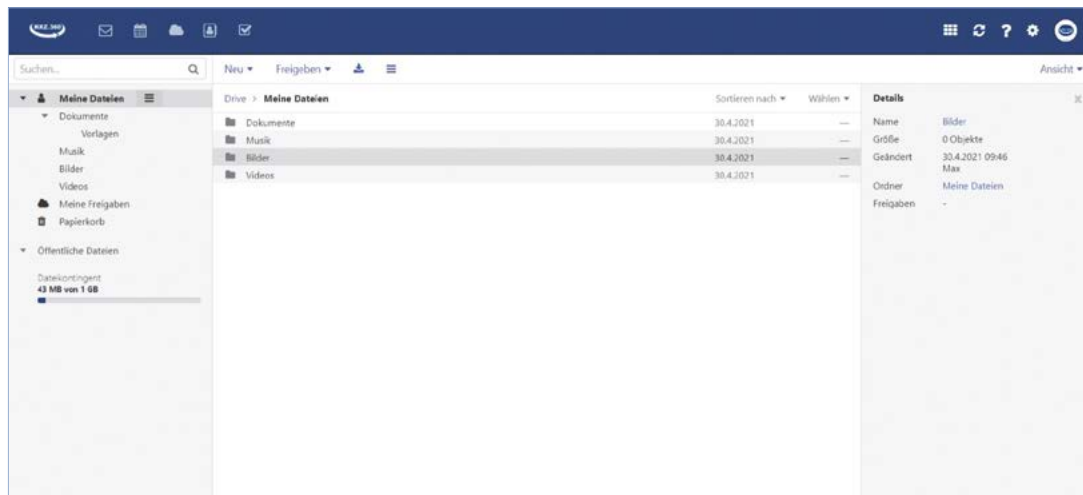 Suchen...
Neu
Freigeben
Ansicht
Meine Dateien
Dokumente
Vorlagen
Musik
Bilder
Videos
Meine Freigaben
Papierkorb
Öffentliche Dateien
Dateikontingent
43 MB von 1 GB
Drive > Meine Dateien
Sortieren nach
Wählen
Dokumente 30.4.2021 —
Musik 30.4.2021 —
Bilder 30.4.2021 —
Videos 30.4.2021 —
Details
Name Bilder
Größe 0 Objekte
Geändert 30.4.2021 09:46
Max
Ordner Meine Dateien
Freigaben -